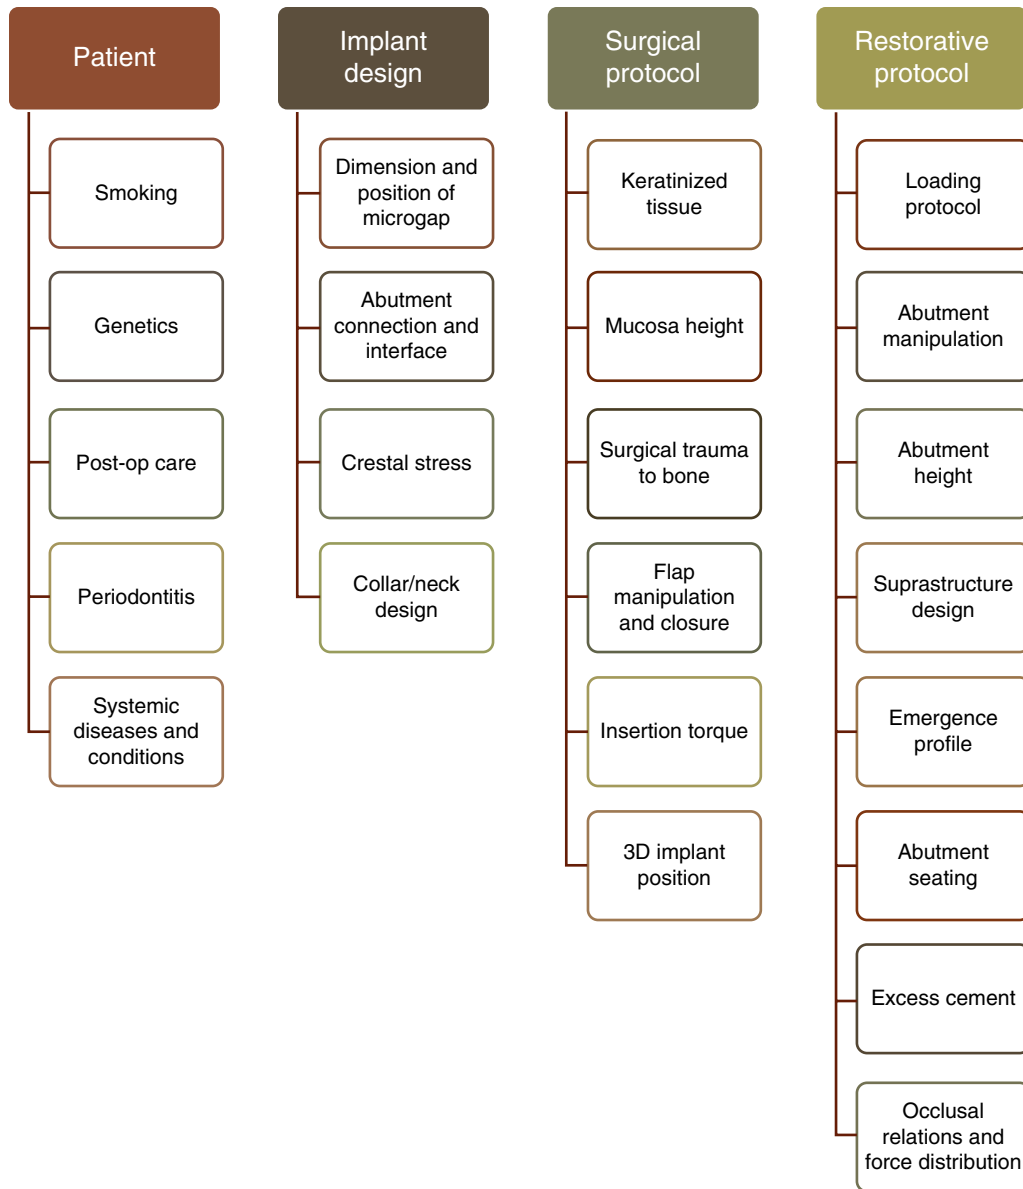 Patient
Smoking
Genetics
Post-op care
Periodontitis
Systemic
diseases and
conditions
Implant
design
Dimension and
position of
microgap
Abutment
connection and
interface
Crestal stress
Collar/neck
design
Surgical
protocol
Keratinized
tissue
Mucosa height
Surgical trauma
to bone
Flap
manipulation
and closure
Insertion torque
3D implant
position
Restorative
protocol
Loading
protocol
Abutment
manipulation
Abutment
height
Suprastructure
design
Emergence
profile
Abutment
seating
Excess cement
Occlusal
relations and
force distribution